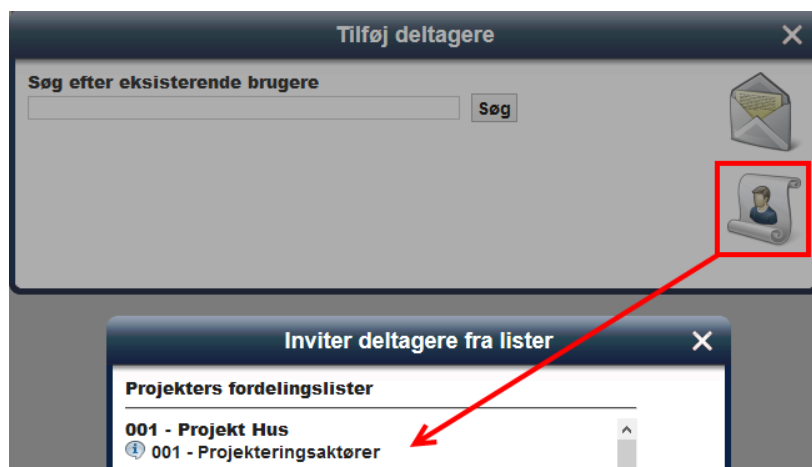 Tilføj deltagere
Søg efter eksisterende brugere
Søg
Inviter deltagere fra lister
Projekters fordelingslister
001 - Projekt Hus
001 - Projekteringsaktører